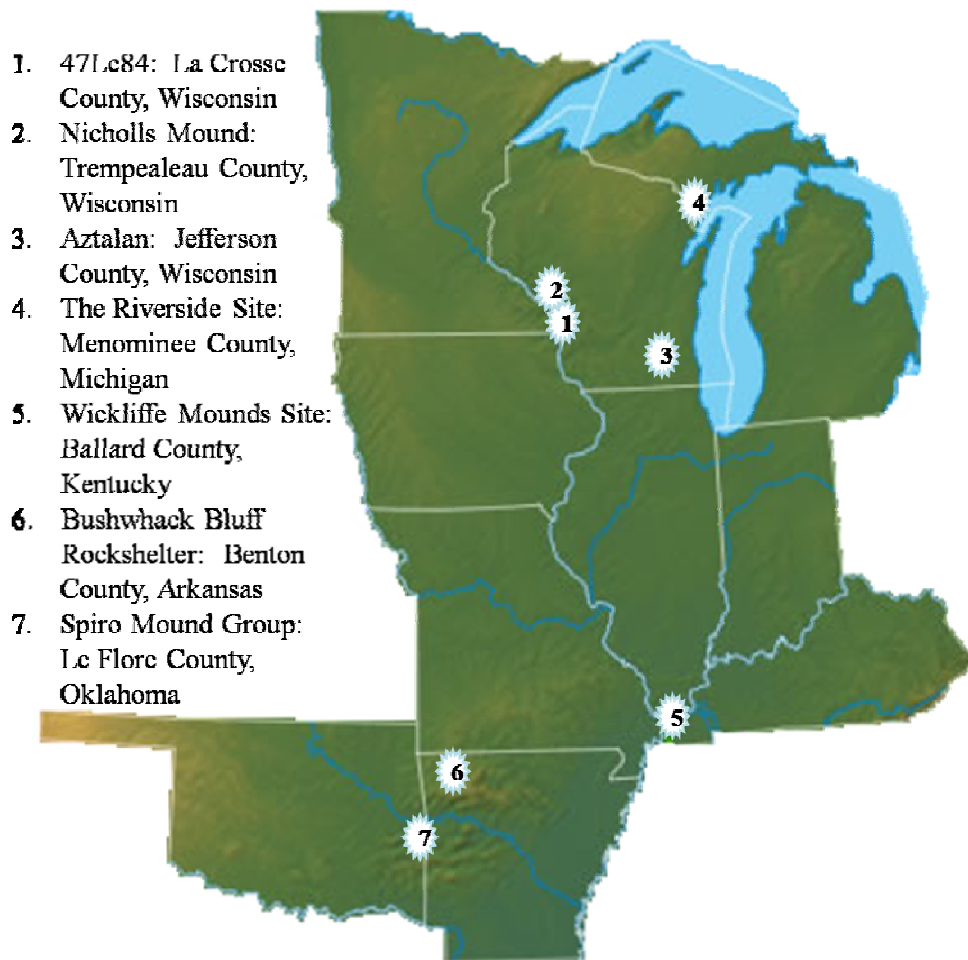 1. 47Lc84: La Crosse
County, Wisconsin
2. Nicholls Mound:
Trempealeau County,
Wisconsin
3. Aztalan: Jefferson
County, Wisconsin
4. The Riverside Site:
Menominee County,
Michigan
5. Wickliffe Mounds Site:
Ballard County,
Kentucky
6. Bushwhack Bluff
Rockshelter: Benton
County, Arkansas
7. Spiro Mound Group:
Le Flore County,
Oklahoma
4
2
1
3
5
6
7